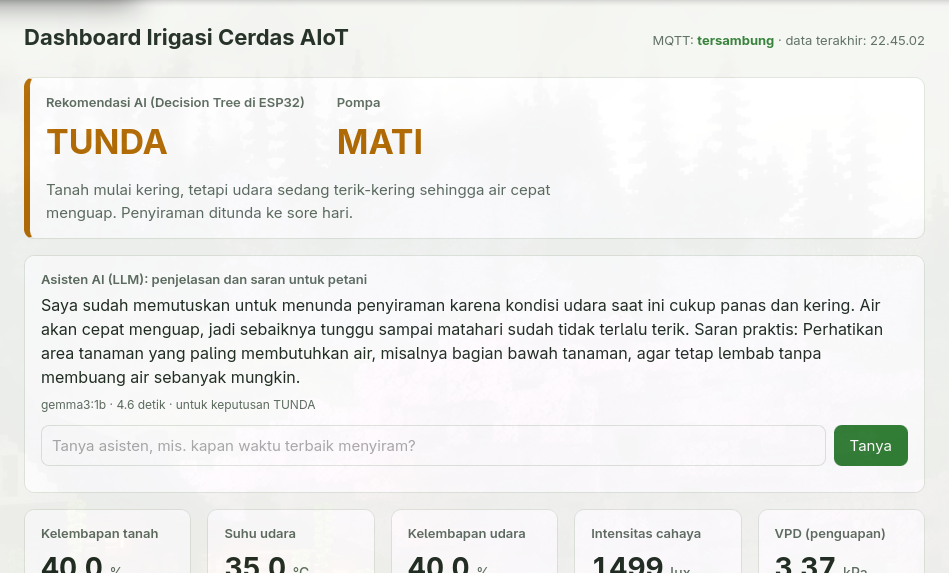 Dashboard Irigasi Cerdas AIoT
MQTT: tersambung · data terakhir: 22.45.02
Rekomendasi AI (Decision Tree di ESP32)
Pompa
TUNDA
MATI
Tanah mulai kering, tetapi udara sedang terik-kering sehingga air cepat
menguap. Penyiraman ditunda ke sore hari.
Asisten AI (LLM): penjelasan dan saran untuk petani
Saya sudah memutuskan untuk menunda penyiraman karena kondisi udara saat ini cukup panas dan kering. Air
akan cepat menguap, jadi sebaiknya tunggu sampai matahari sudah tidak terlalu terik. Saran praktis: Perhatikan
area tanaman yang paling membutuhkan air, misalnya bagian bawah tanaman, agar tetap lembab tanpa
membuang air sebanyak mungkin.
gemma3:1b · 4.6 detik · untuk keputusan TUNDA
Tanya asisten, mis. kapan waktu terbaik menyiram?
Tanya
Kelembapan tanah
Suhu udara
Kelembapan udara
Intensitas cahaya
VPD (penguapan)
40.0 %
35.0 °C
40.0 %
1499 lux
3.37 kPa